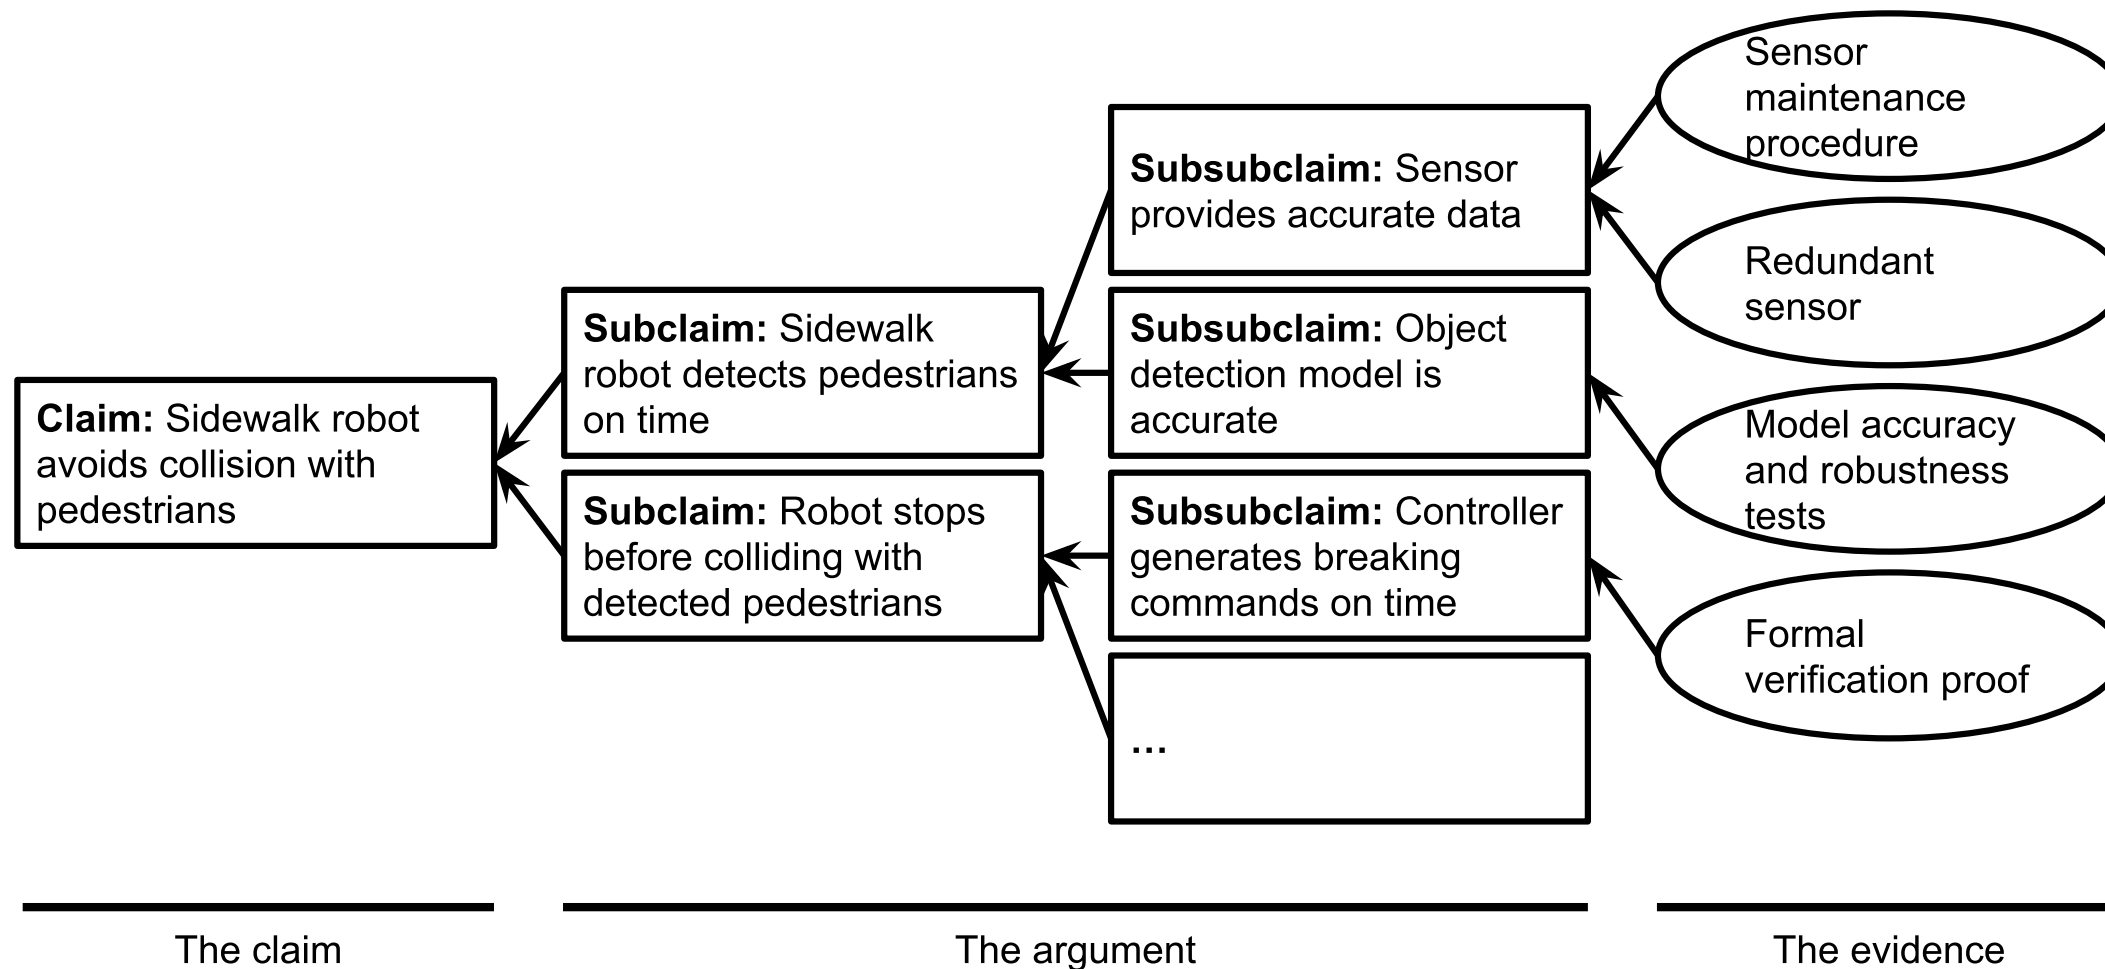 Claim: Sidewalk robot
avoids collision with
pedestrians
Subclaim: Sidewalk
robot detects pedestrians
on time
Subclaim: Robot stops
before colliding with
detected pedestrians
Subsubclaim: Sensor
provides accurate data
Subsubclaim: Object
detection model is
accurate
Subsubclaim: Controller
generates breaking
commands on time
...
Sensor
maintenance
procedure
Redundant
sensor
Model accuracy
and robustness
tests
Formal
verification proof
The claim
The argument
The evidence